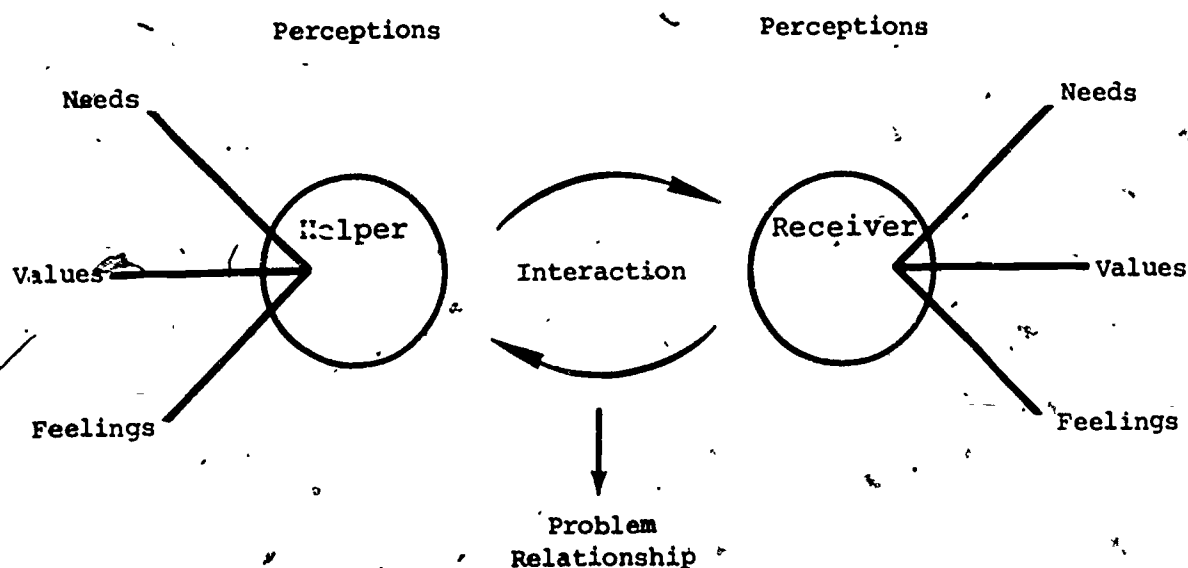 Perceptions
Perceptions
Needs
Needs
Helper
Receiver
Values
Interaction
Values
Feelings
Feelings
Problem
Relationship